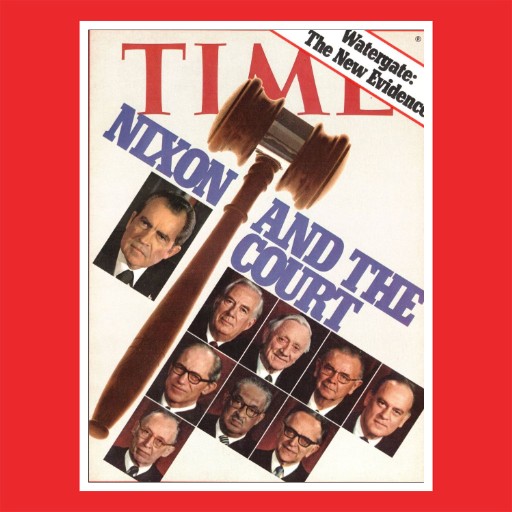 TIME
Watergate:
The New Evidence
®
NIXON
AND THE
COURT